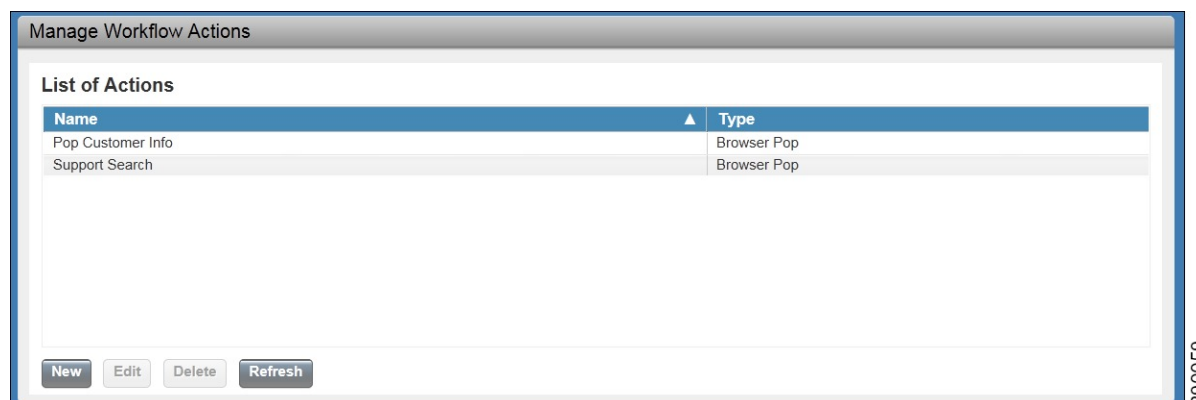 Manage Workflow Actions
List of Actions
Name ▲ Type
Pop Customer Info Browser Pop
Support Search Browser Pop
New Edit Delete Refresh